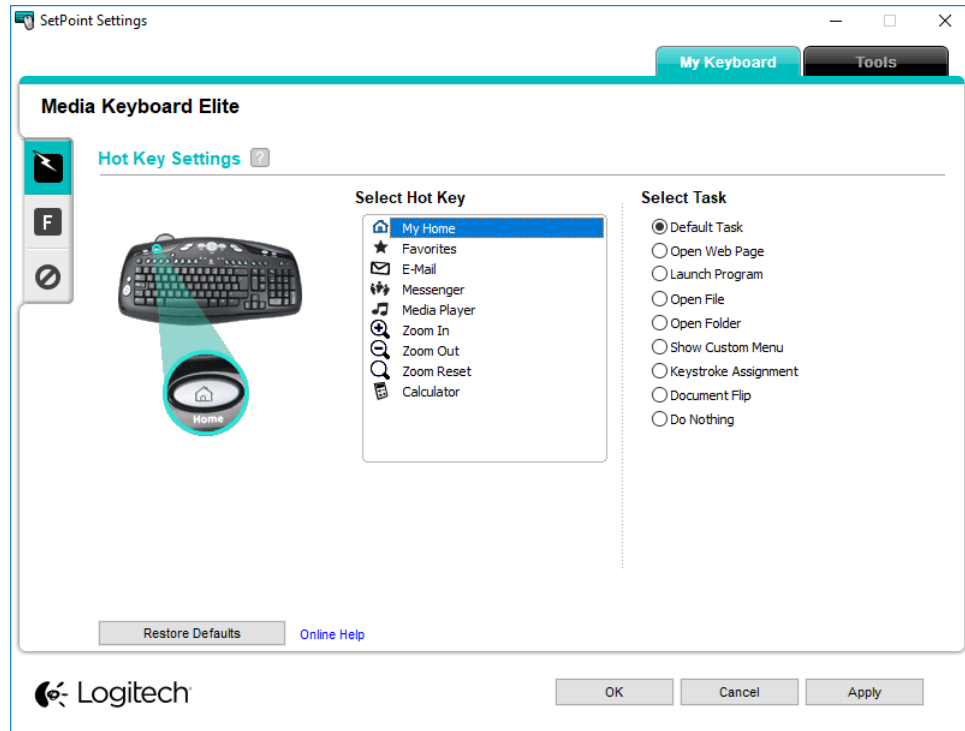 SetPoint Settings
My Keyboard
Tools
Media Keyboard Elite
Hot Key Settings ?
F
Home
Select Hot Key
My Home
Favorites
E-Mail
Messenger
Media Player
Zoom In
Zoom Out
Zoom Reset
Calculator
Select Task
Default Task
Open Web Page
Launch Program
Open File
Open Folder
Show Custom Menu
Keystroke Assignment
Document Flip
Do Nothing
Restore Defaults
Online Help
Logitech
OK
Cancel
Apply